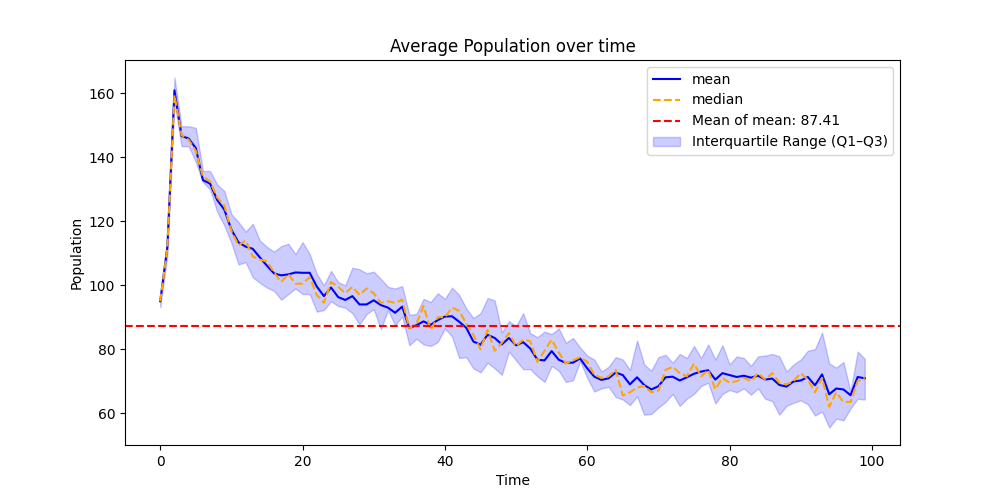 Average Population over time
mean
median
Mean of mean: 87.41
Interquartile Range (Q1–Q3)
Population
160
140
120
100
80
60
0 20 40 60 80 100
Time